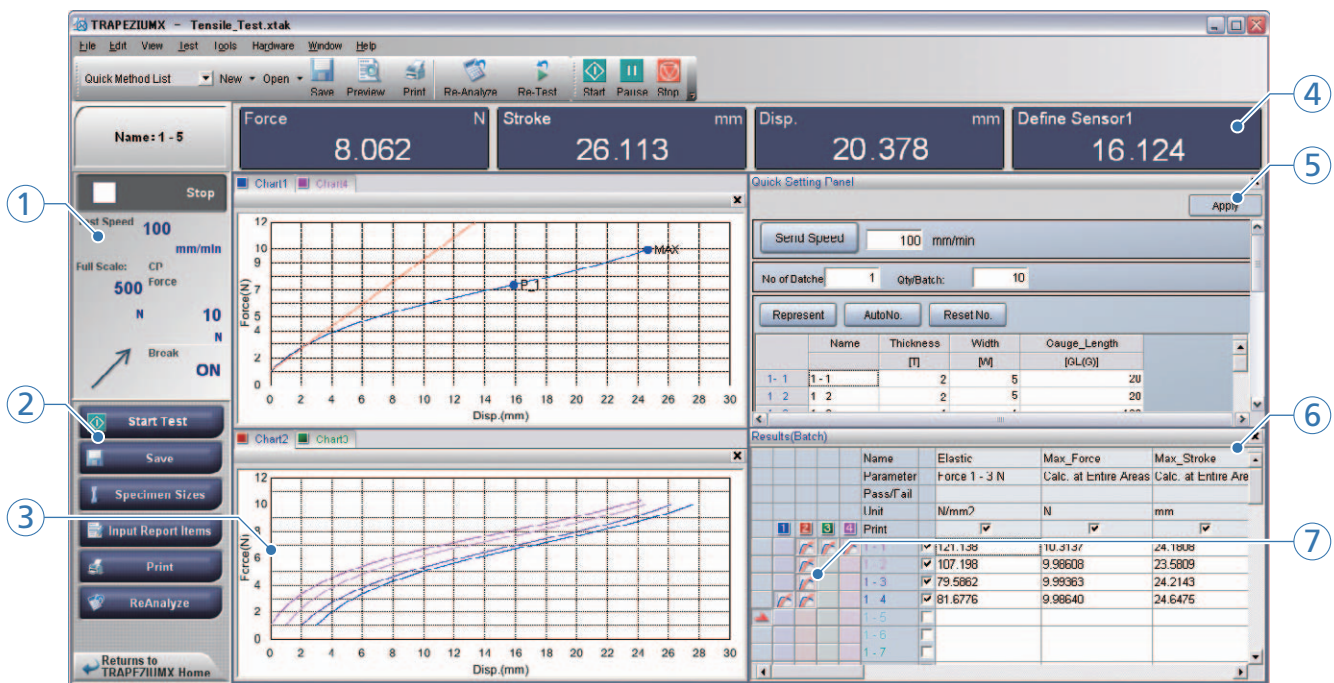 TRAPEZIUMX - Tensile_Test.xtak
File Edit View Test Tools Hardware Window Help
Quick Method List New Open Save Preview Print Re-Analyze Re-Test Start Pause Stop
Name: 1 - 5
Force N
8.062
Stroke mm
26.113
Disp. mm
20.378
Define Sensor1
16.124
4
Stop
Test Speed
100
mm/min
Full Scale:
500
N
CP
Force
10
N
Break
ON
1
Start Test
Save
Specimen Sizes
Input Report Items
Print
ReAnalyze
2
3
Returns to
TRAPEZIUMX Home
Chart1 Chart4
12
10
9
7
5
4
2
0
Force(N)
MAX
P_1
0 2 4 6 8 10 12 14 16 18 20 22 24 26 28 30
Disp.(mm)
Chart2 Chart3
12
10
8
6
4
2
0
Force(N)
0 2 4 6 8 10 12 14 16 18 20 22 24 26 28 30
Disp.(mm)
Quick Setting Panel
Apply
5
Send Speed 100 mm/min
No of Batche 1 Qty/Batch: 10
Represent AutoNo. Reset No.
Name Thickness Width Gauge_Length
[T] [W] [GL(G)]
1- 1 1 - 1 2 5 20
1 2 1 2 2 5 20
Results(Batch)
6
Name Elastic Max_Force Max_Stroke
Parameter Force 1 - 3 N Calc. at Entire Areas Calc. at Entire Are
Pass/Fail
Unit N/mm2 N mm
1 2 3 4 Print
1 - 1 121.138 10.3137 24.1808
1 - 2 107.198 9.98608 23.5809
1 - 3 79.5862 9.99363 24.2143
1 4 81.6776 9.98640 24.6475
1 - 5
1 - 6
1 - 7
7